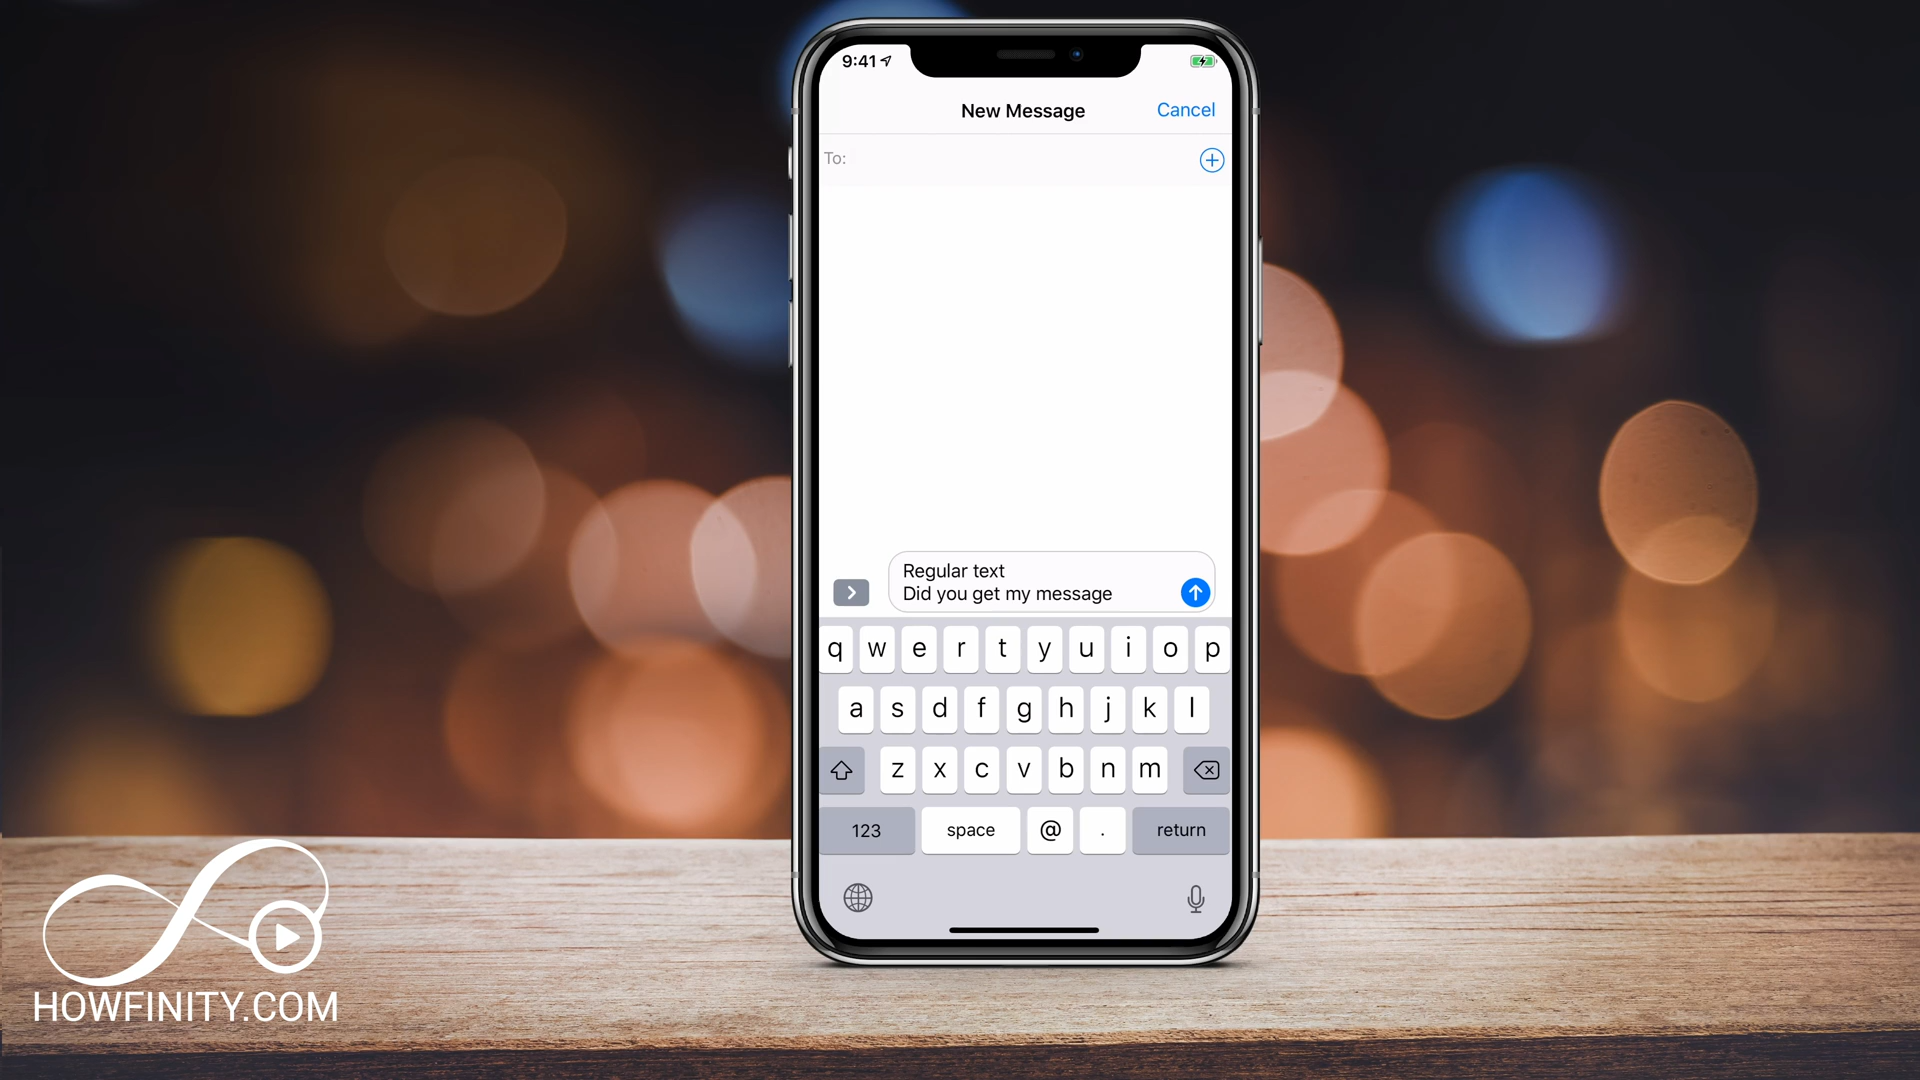 9:41
New Message
Cancel
To:
Regular text
Did you get my message
q w e r t y u i o p
a s d f g h j k l
z x c v b n m
123 space @ . return
HOWFINITY.COM